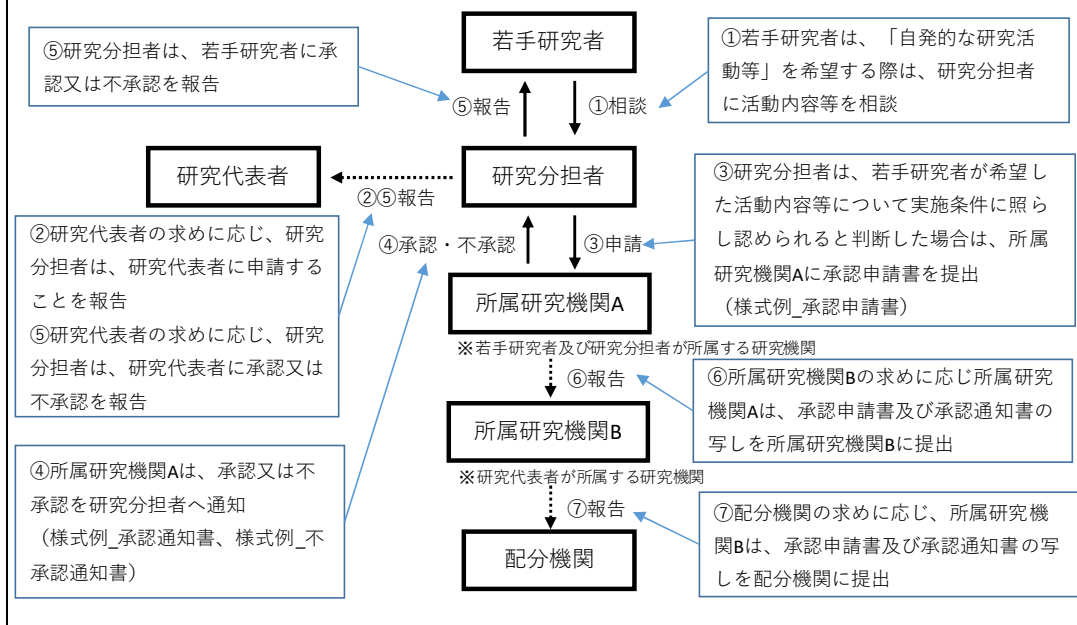 若手研究者
⑤研究分担者は、若手研究者に承
認又は不承認を報告
①若手研究者は、「自発的な研究活
動等」を希望する際は、研究分担者
に活動内容等を相談
⑤報告
①相談
研究代表者
研究分担者
②⑤報告
③研究分担者は、若手研究者が希望し
た活動内容等について実施条件に照ら
し認められると判断した場合は、所属
研究機関Aに承認申請書を提出
（様式例_承認申請書）
②研究代表者の求めに応じ、研究
分担者は、研究代表者に申請する
ことを報告
⑤研究代表者の求めに応じ、研究
分担者は、研究代表者に承認又は
不承認を報告
④承認・不承認
③申請
所属研究機関A
※若手研究者及び研究分担者が所属する研究機関
⑥報告
⑥所属研究機関Bの求めに応じ所属研究
機関Aは、承認申請書及び承認通知書の
写しを所属研究機関Bに提出
所属研究機関B
※研究代表者が所属する研究機関
④所属研究機関Aは、承認又は不
承認を研究分担者へ通知
（様式例_承認通知書、様式例_不
承認通知書）
⑦報告
⑦配分機関の求めに応じ、所属研究機
関Bは、承認申請書及び承認通知書の写
しを配分機関に提出
配分機関